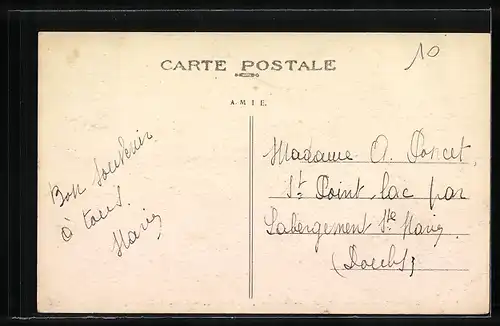 10
CARTE POSTALE
A.M I E.
Bon souvenir
à tous.
Marie
Madame O. Poncet
St Point, lac par
Labergement Ste Marie
(Doubs)